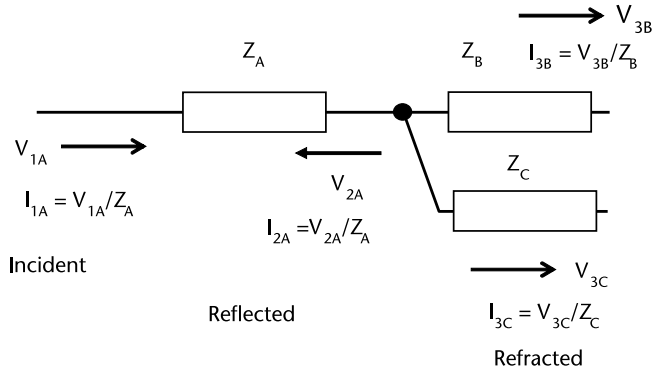 V3B
ZA
ZB
I3B = V3B/ZB
V1A
ZC
V2A
I1A = V1A/ZA
I2A =V2A/ZA
Incident
V3C
Reflected
I3C = V3C/ZC
Refracted